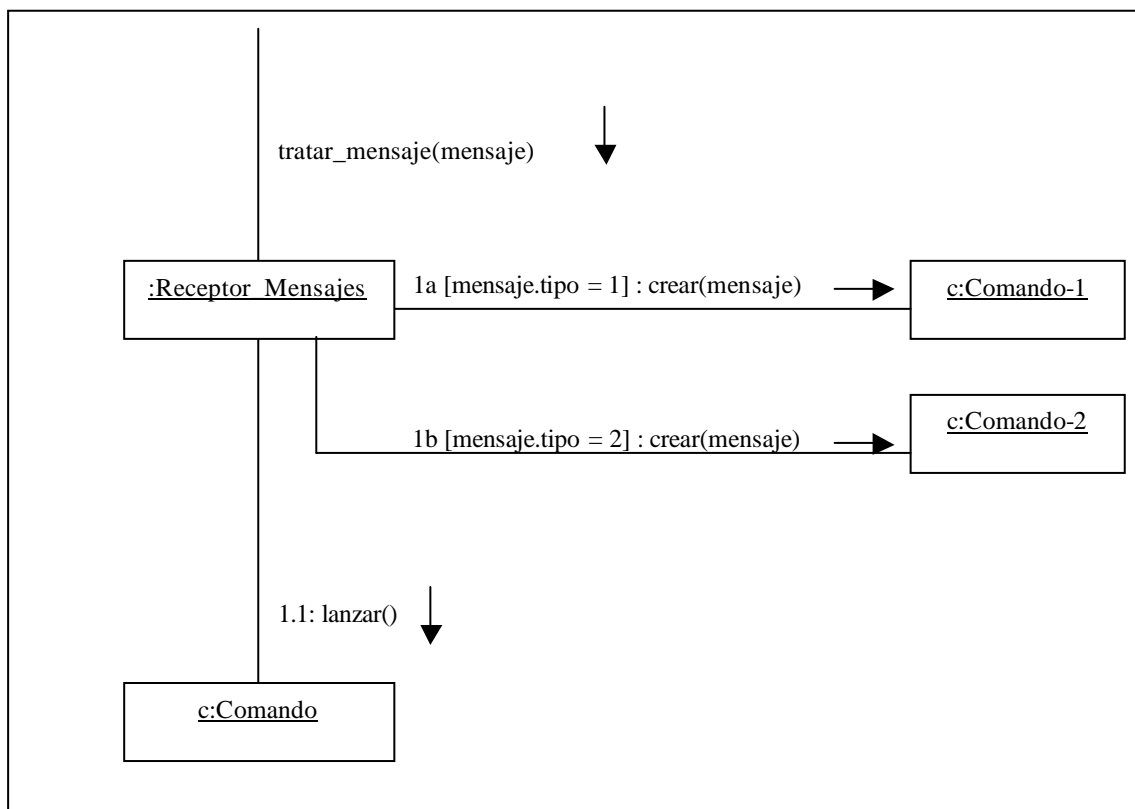 tratar_mensaje(mensaje)
:Receptor_Mensajes
1a [mensaje.tipo = 1] : crear(mensaje)
c:Comando-1
1b [mensaje.tipo = 2] : crear(mensaje)
c:Comando-2
1.1: lanzar()
c:Comando